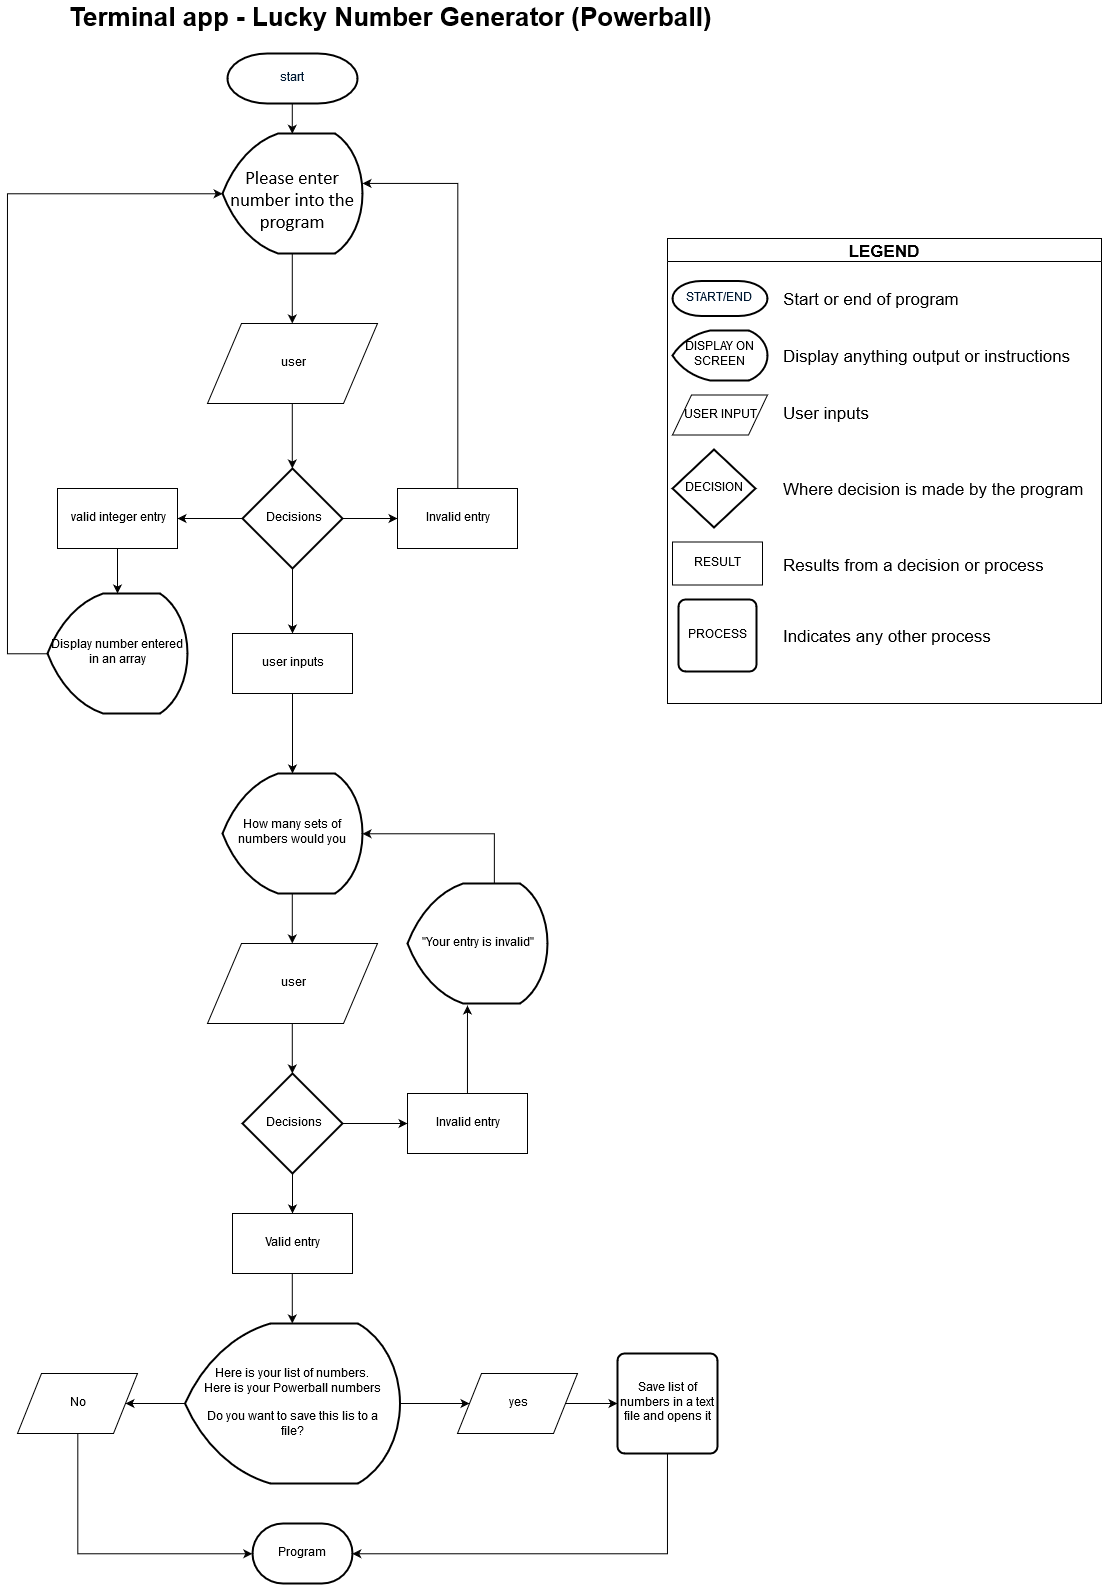 Terminal app - Lucky Number Generator (Powerball)
start
Please enter
number into the
program
user
Decisions
valid integer entry
Invalid entry
Display number entered
in an array
user inputs
How many sets of
numbers would you
"Your entry is invalid"
user
Decisions
Invalid entry
Valid entry
Here is your list of numbers.
Here is your Powerball numbers
Do you want to save this lis to a
file?
No
yes
Save list of
numbers in a text
file and opens it
Program
LEGEND
START/END
Start or end of program
DISPLAY ON
SCREEN
Display anything output or instructions
USER INPUT
User inputs
DECISION
Where decision is made by the program
RESULT
Results from a decision or process
PROCESS
Indicates any other process